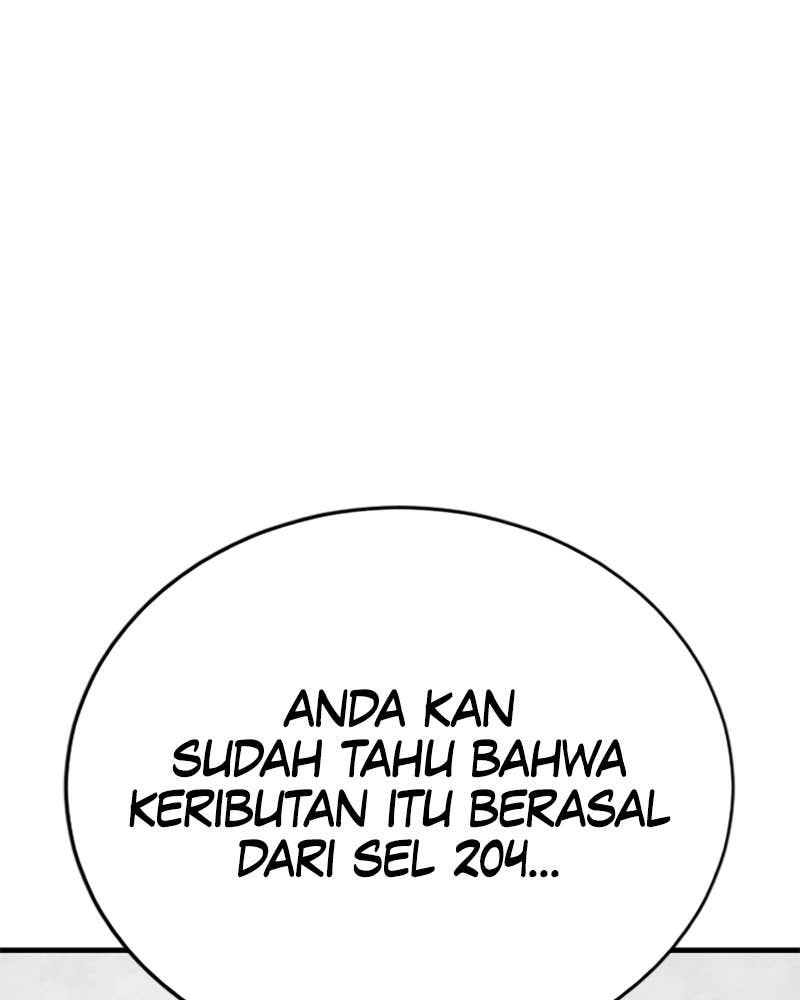 ANDA KAN
SUDAH TAHU BAHWA
KERIBUTAN ITU BERASAL
DARI SEL 204...